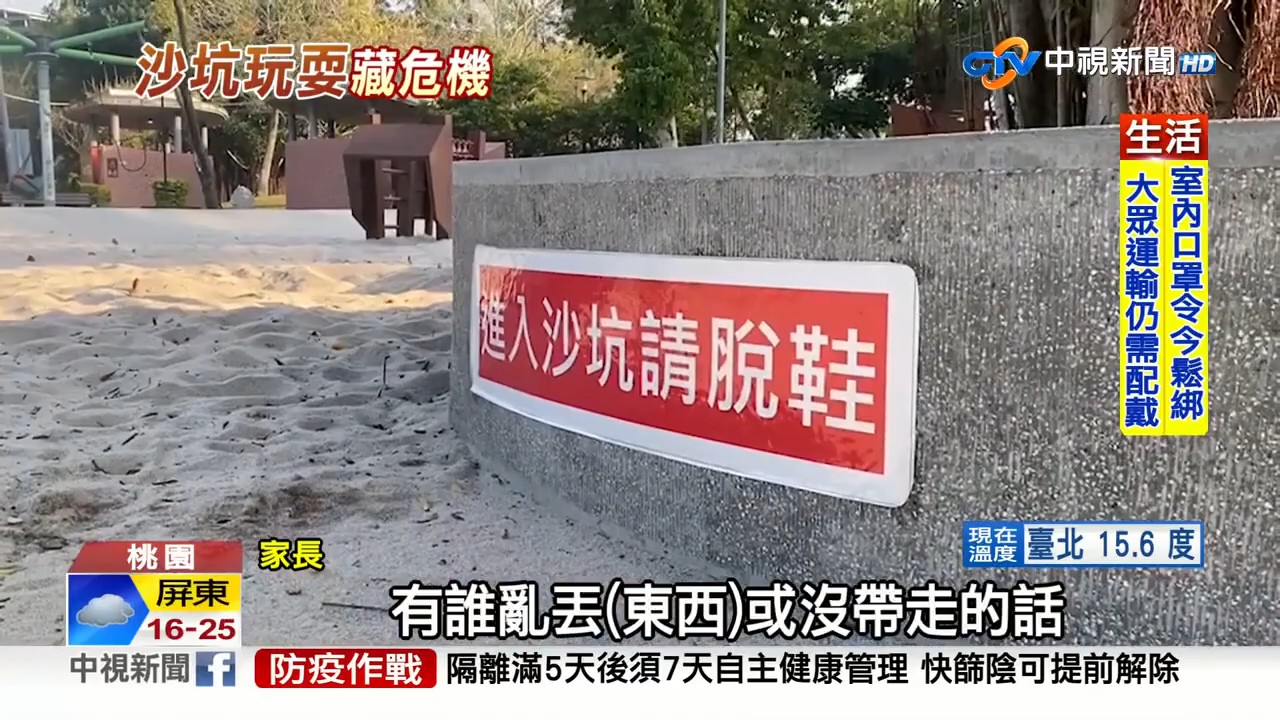 沙坑玩耍藏危機
CTV中視新聞HD
生活
室內口罩令今鬆綁
大眾運輸仍需配戴
進入沙坑請脫鞋
現在溫度
臺北 15.6 度
桃園
屏東
16-25
家長
有誰亂丟(東西)或沒帶走的話
中視新聞 f
防疫作戰
隔離滿5天後須7天自主健康管理 快篩陰可提前解除